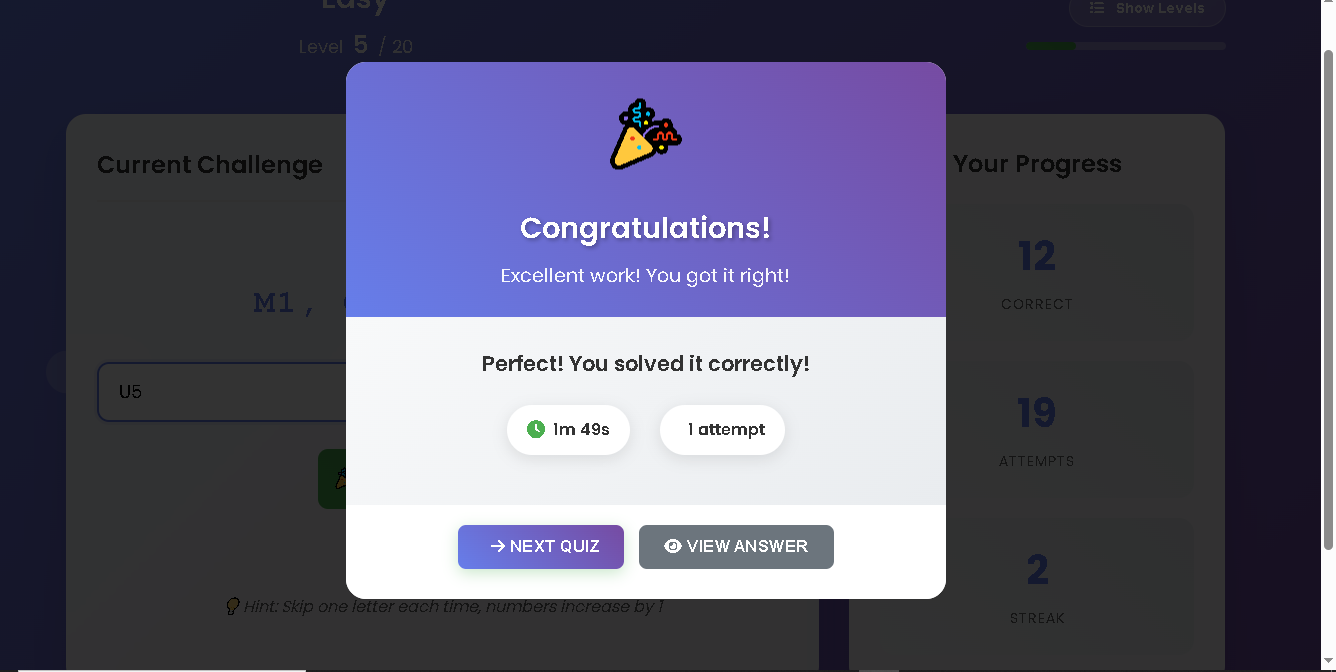 Easy
Show Levels
Level 5 / 20
Current Challenge
M1,
U5
Hint: Skip one letter each time, numbers increase by 1
Congratulations!
Excellent work! You got it right!
Perfect! You solved it correctly!
1m 49s
1 attempt
NEXT QUIZ
VIEW ANSWER
Your Progress
12
CORRECT
19
ATTEMPTS
2
STREAK